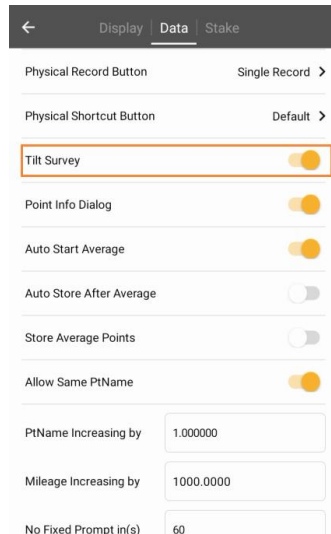 Display | Data | Stake
Physical Record Button Single Record >
Physical Shortcut Button Default >
Tilt Survey
Point Info Dialog
Auto Start Average
Auto Store After Average
Store Average Points
Allow Same PtName
PtName Increasing by 1.000000
Mileage Increasing by 1000.0000
No Fixed Prompt in(s) 60